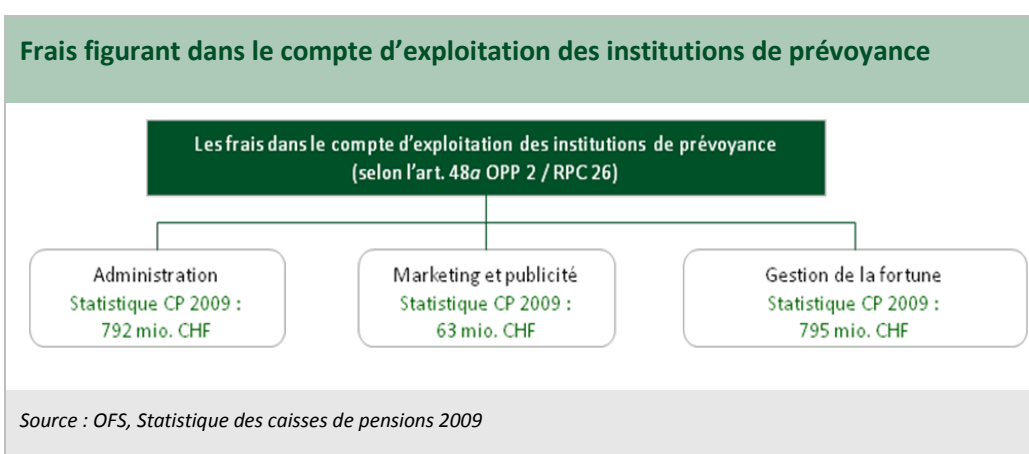 Frais figurant dans le compte d’exploitation des institutions de prévoyance
Les frais dans le compte d’exploitation des institutions de prévoyance
(selon l’art. 48a OPP 2 / RPC 26)
Administration
Statistique CP 2009 :
792 mio. CHF
Marketing et publicité
Statistique CP 2009 :
63 mio. CHF
Gestion de la fortune
Statistique CP 2009 :
795 mio. CHF
Source : OFS, Statistique des caisses de pensions 2009